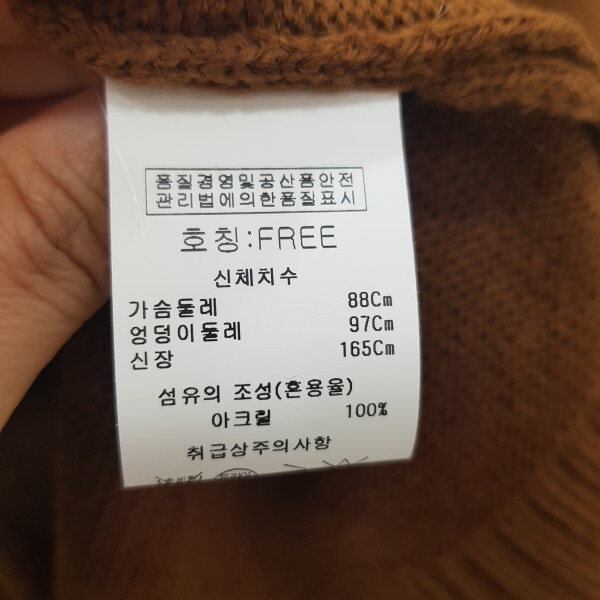 품질경영및공산품안전
관리법에의한품질표시
호칭:FREE
신체치수
가슴둘레 88Cm
엉덩이둘레 97Cm
신장 165Cm
섬유의 조성(혼용율)
아크릴 100%
취급상주의사항